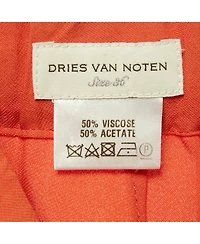 DRIES VAN NOTEN
Size 36
50% VISCOSE
50% ACETATE
P